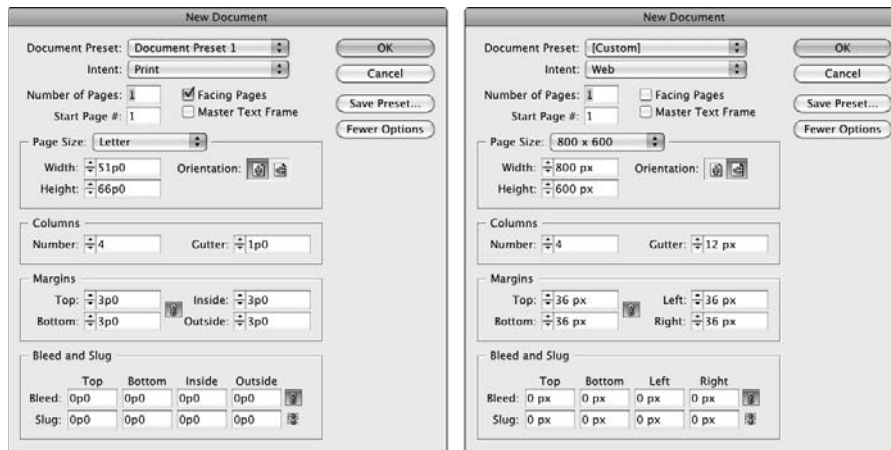 New Document
Document Preset: Document Preset 1
OK
Intent: Print
Cancel
Number of Pages: 1
Facing Pages
Save Preset...
Start Page #: 1
Master Text Frame
Fewer Options
Page Size: Letter
Width: 51p0
Orientation:
Height: 66p0
Columns
Number: 4
Gutter: 1p0
Margins
Top: 3p0
Inside: 3p0
Bottom: 3p0
Outside: 3p0
Bleed and Slug
Top Bottom Inside Outside
Bleed: 0p0 0p0 0p0 0p0
Slug: 0p0 0p0 0p0 0p0
New Document
Document Preset: [Custom]
OK
Intent: Web
Cancel
Number of Pages: 1
Facing Pages
Save Preset...
Start Page #: 1
Master Text Frame
Fewer Options
Page Size: 800 x 600
Width: 800 px
Orientation:
Height: 600 px
Columns
Number: 4
Gutter: 12 px
Margins
Top: 36 px
Left: 36 px
Bottom: 36 px
Right: 36 px
Bleed and Slug
Top Bottom Left Right
Bleed: 0 px 0 px 0 px 0 px
Slug: 0 px 0 px 0 px 0 px